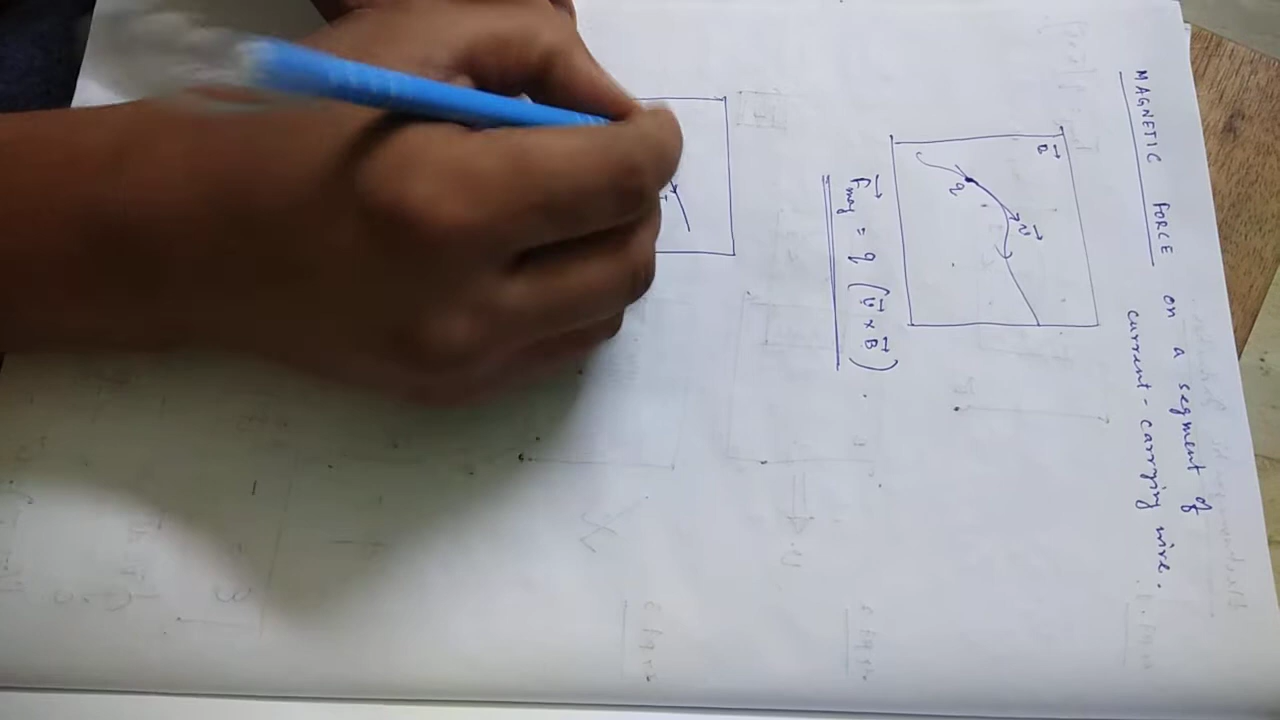 MAGNETIC FORCE on a segment of
current - carrying wire.
B⃗
q
v⃗
F⃗mag = q (v⃗ × B⃗)